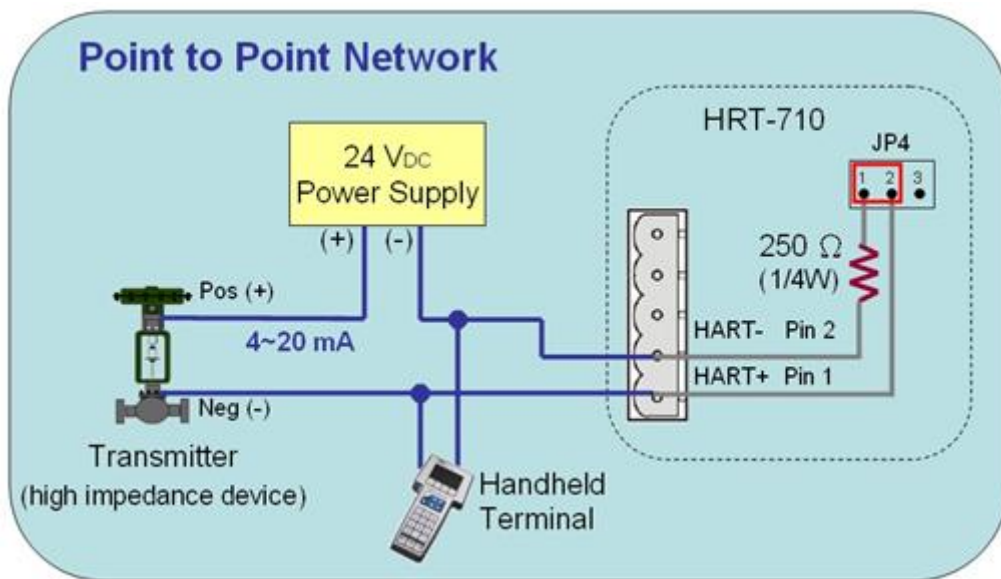 Point to Point Network
24 VDC
Power Supply
(+) (-)
HRT-710
JP4
1 2 3
250 Ω
(1/4W)
Pos (+)
4~20 mA
HART- Pin 2
HART+ Pin 1
Neg (-)
Transmitter
(high impedance device)
Handheld
Terminal